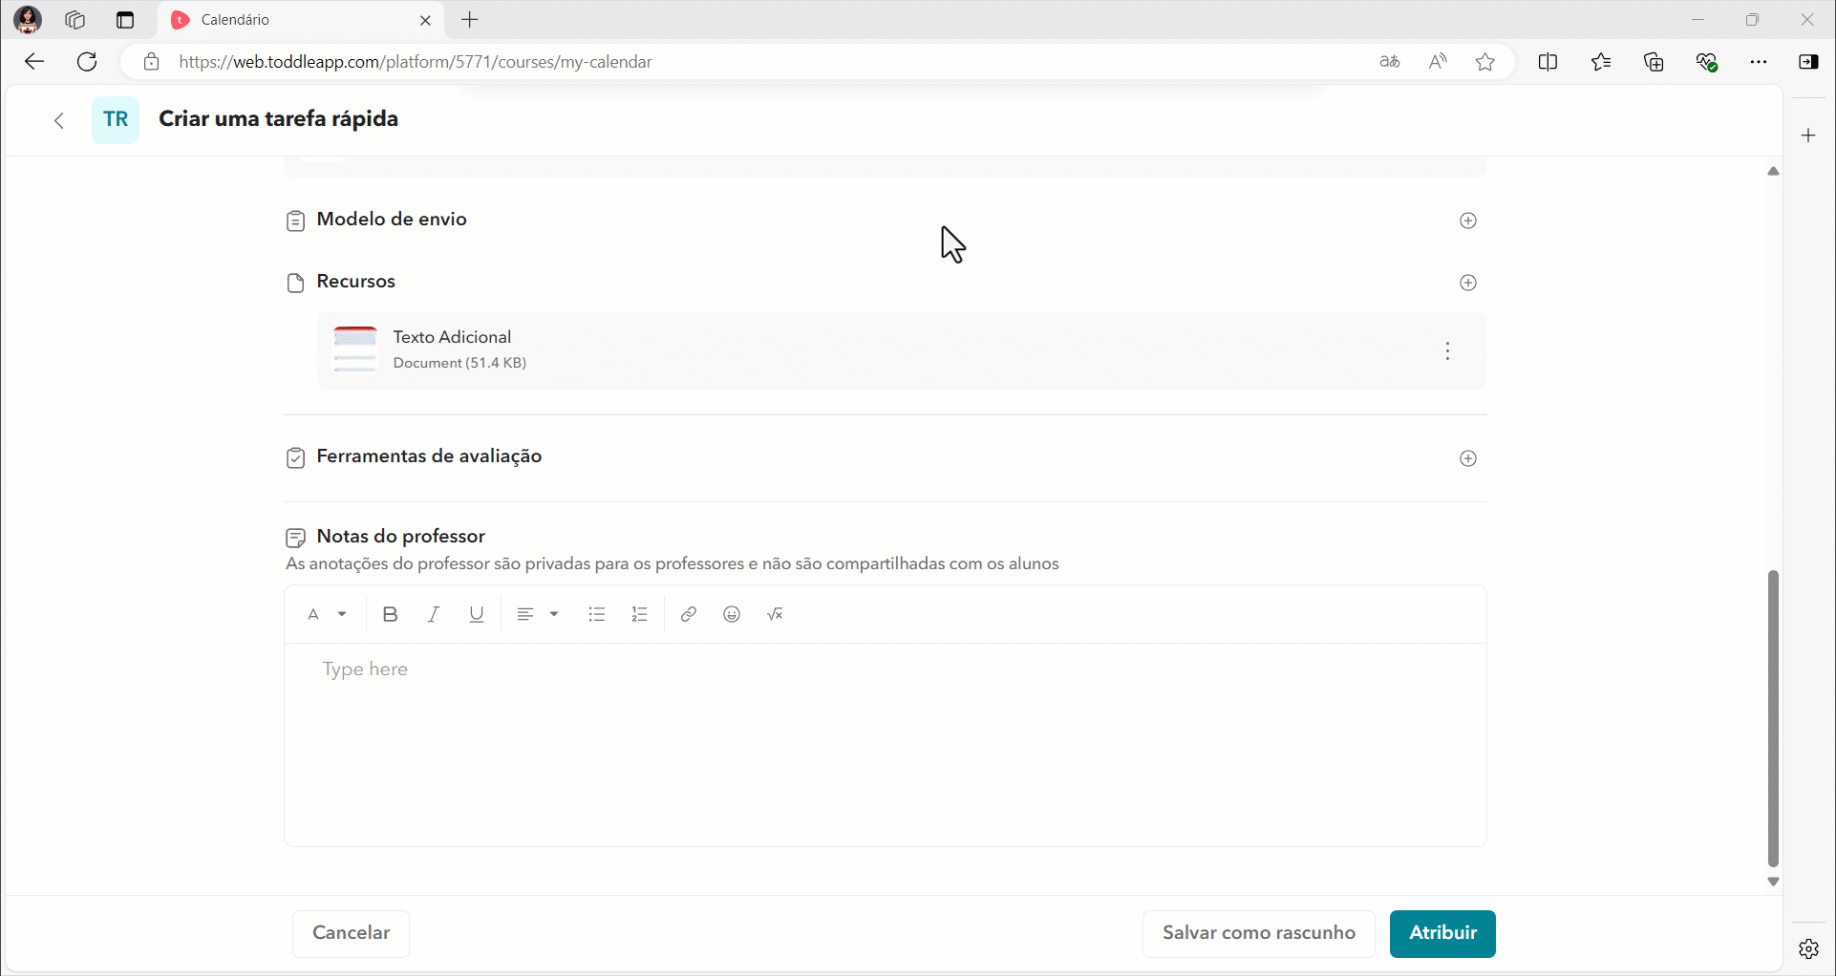 Calendário
https://web.toddleapp.com/platform/5771/courses/my-calendar
aあ
TR
Criar uma tarefa rápida
Modelo de envio
Recursos
Texto Adicional
Document (51.4 KB)
Ferramentas de avaliação
Notas do professor
As anotações do professor são privadas para os professores e não são compartilhadas com os alunos
Type here
Cancelar
Salvar como rascunho
Atribuir